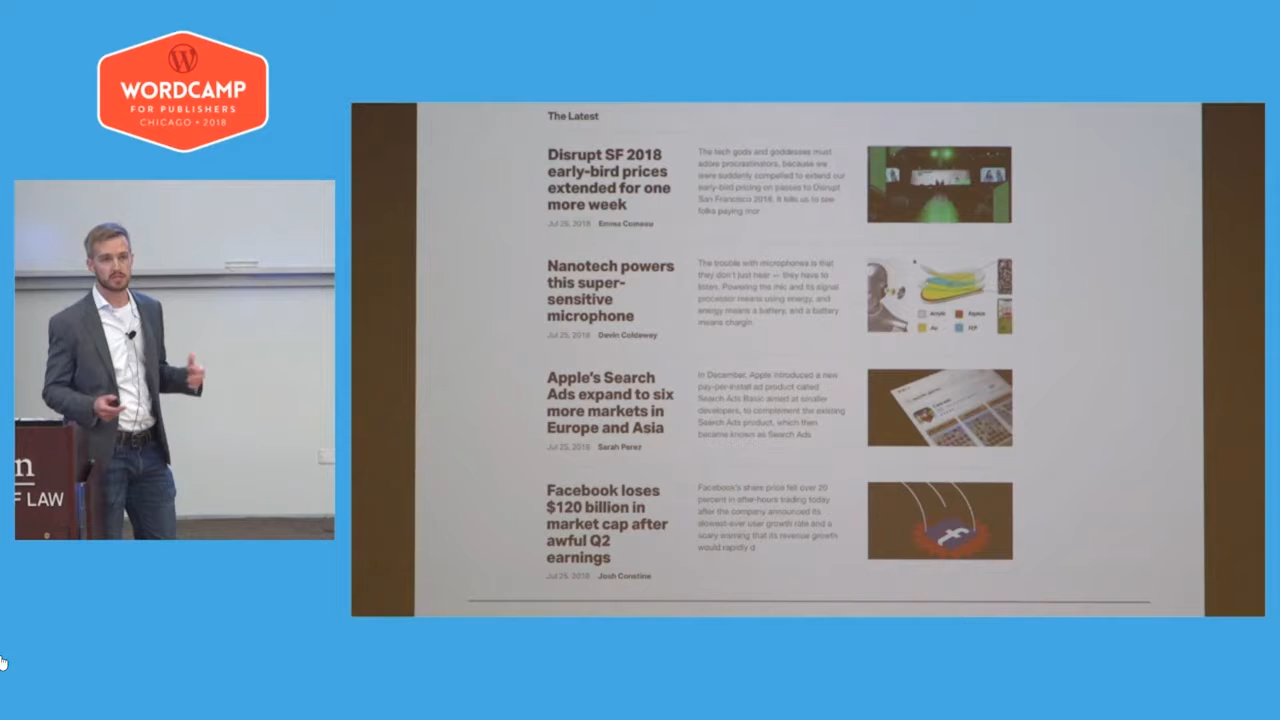 WORDCAMP
FOR PUBLISHERS
CHICAGO • 2018
n
F LAW
The Latest
Disrupt SF 2018
early-bird prices
extended for one
more week
Jul 25, 2018 Emma Comeau
The tech gods and goddesses must
adore procrastinators, because we
were suddenly compelled to extend our
early-bird pricing on passes to Disrupt
San Francisco 2018. It kills us to see
folks paying mor
Nanotech powers
this super-
sensitive
microphone
Jul 25, 2018 Devin Coldewey
The trouble with microphones is that
they don't just hear — they have to
listen. Powering the mic and its signal
processor means using energy, and
energy means a battery, and a battery
means chargin
Apple's Search
Ads expand to six
more markets in
Europe and Asia
Jul 25, 2018 Sarah Perez
In December, Apple introduced a new
pay-per-install ad product called
Search Ads Basic aimed at smaller
developers, to complement the existing
Search Ads product, which then
became known as Search Ads
Facebook loses
$120 billion in
market cap after
awful Q2
earnings
Jul 25, 2018 Josh Constine
Facebook's share price fell over 20
percent in after-hours trading today
after the company announced its
slowest-ever user growth rate and a
scary warning that its revenue growth
would rapidly d